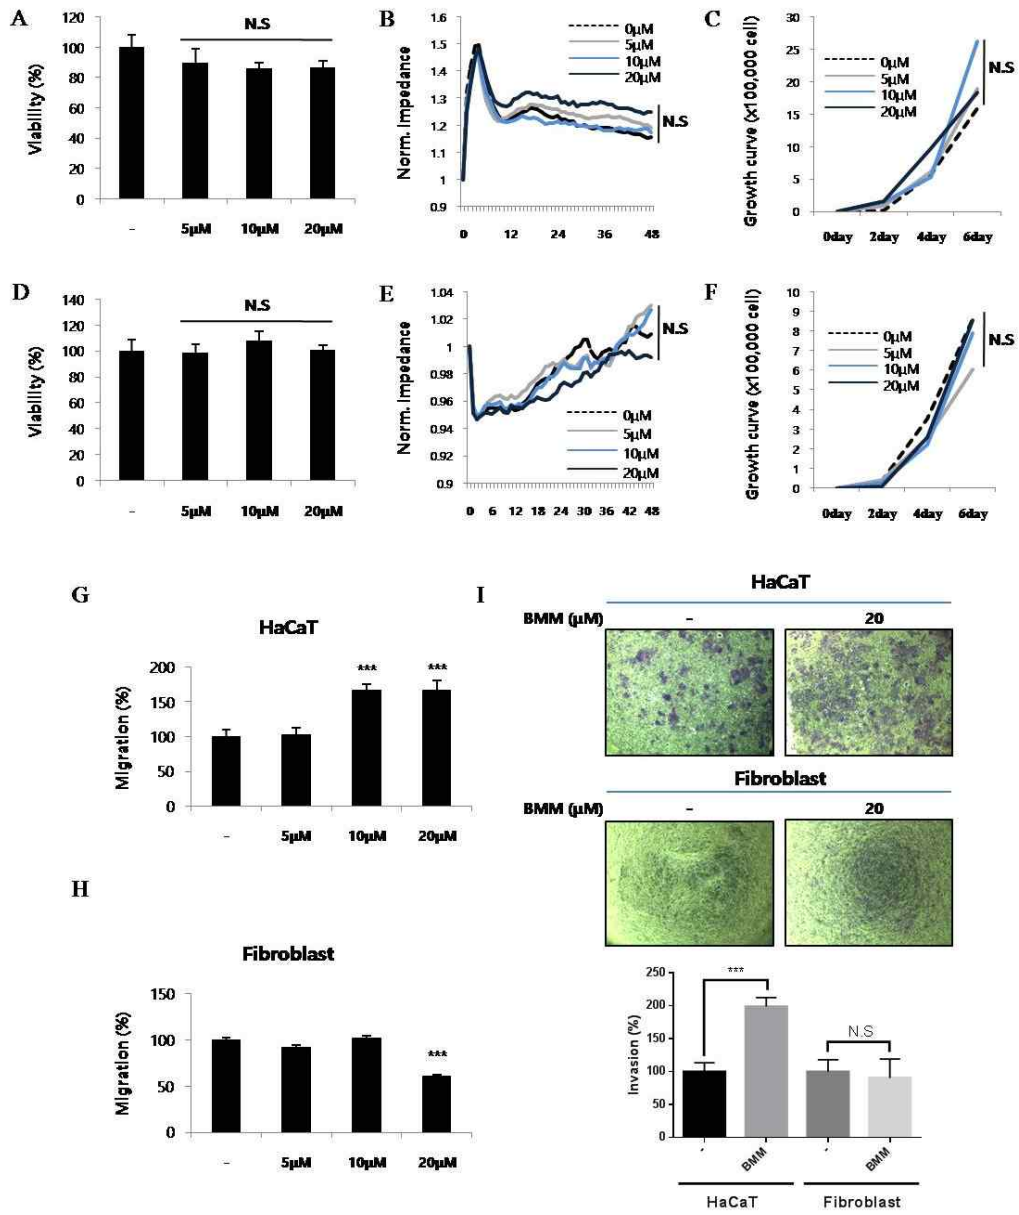 A
N.S
Viability (%)
120
100
80
60
40
20
0
- 5µM 10µM 20µM
B
Norm. Impedance
1.6
1.5
1.4
1.3
1.2
1.1
1
0.9
0 12 24 36 48
0µM
5µM
10µM
20µM
N.S
C
Growth curve (x100,000 cell)
30
25
20
15
10
5
0
0day 2day 4day 6day
0µM
5µM
10µM
20µM
N.S
D
N.S
Viability (%)
140
120
100
80
60
40
20
0
- 5µM 10µM 20µM
E
Norm. Impedance
1.04
1.02
1
0.98
0.96
0.94
0.92
0.9
0 6 12 18 24 30 36 42 48
0µM
5µM
10µM
20µM
N.S
F
Growth curve (x100,000 cell)
10
9
8
7
6
5
4
3
2
1
0
0day 2day 4day 6day
0µM
5µM
10µM
20µM
N.S
G
HaCaT
Migration (%)
200
150
100
50
0
*** ***
- 5µM 10µM 20µM
H
Fibroblast
Migration (%)
150
100
50
0
***
- 5µM 10µM 20µM
I
HaCaT
BMM (µM) - 20
Fibroblast
BMM (µM) - 20
Invasion (%)
250
200
150
100
50
0
***
N.S
- BMM - BMM
HaCaT Fibroblast